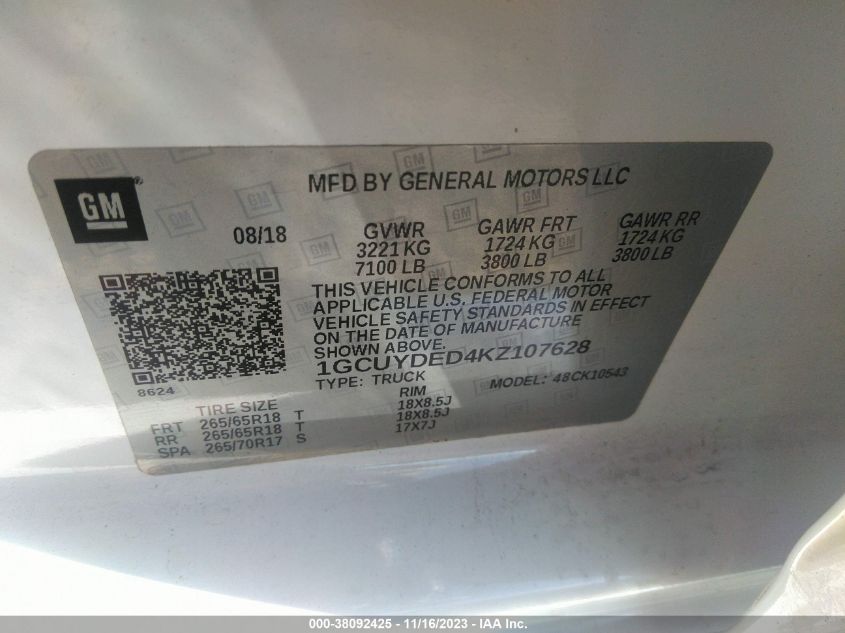 GM
MFD BY GENERAL MOTORS LLC
08/18
GVWR
3221 KG
7100 LB
GAWR FRT
1724 KG
3800 LB
GAWR RR
1724 KG
3800 LB
THIS VEHICLE CONFORMS TO ALL
APPLICABLE U.S. FEDERAL MOTOR
VEHICLE SAFETY STANDARDS IN EFFECT
ON THE DATE OF MANUFACTURE
SHOWN ABOVE.
1GCUYDED4KZ107628
TYPE: TRUCK
MODEL: 48CK10543
8624
TIRE SIZE
RIM
FRT 265/65R18 T 18X8.5J
RR 265/65R18 T 18X8.5J
SPA 265/70R17 S 17X7J
000-38092425 - 11/16/2023 - IAA Inc.